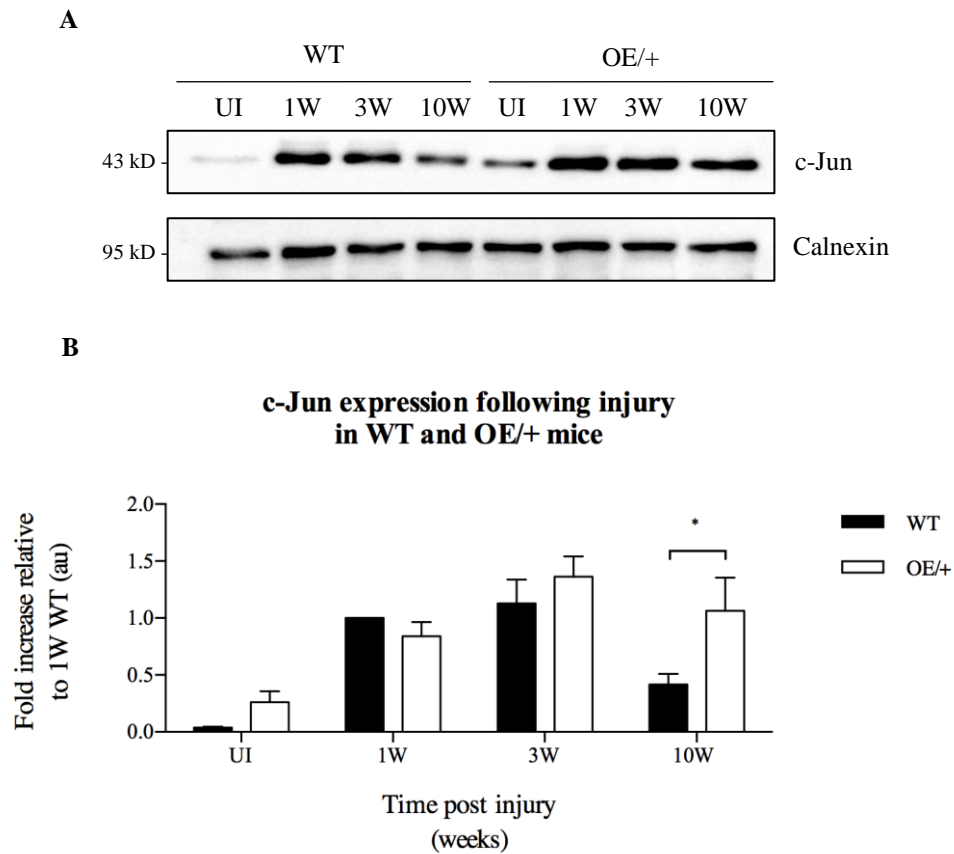 A
WT OE/+
UI 1W 3W 10W UI 1W 3W 10W
43 kD - c-Jun
95 kD - Calnexin
B
c-Jun expression following injury
in WT and OE/+ mice
Fold increase relative
to 1W WT (au)
2.0
1.5
1.0
0.5
0.0
*
WT
OE/+
UI 1W 3W 10W
Time post injury
(weeks)